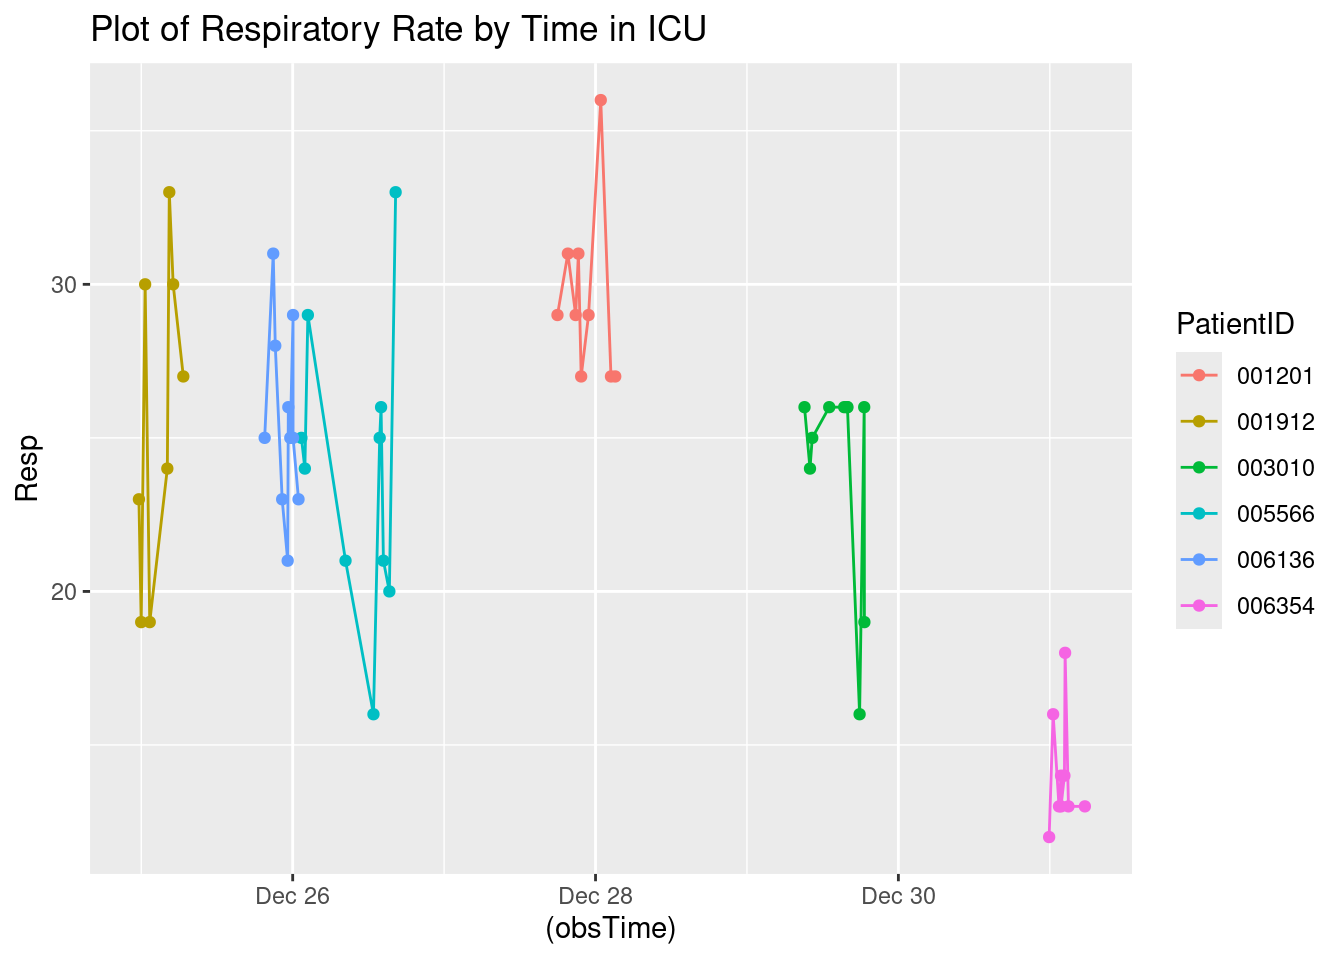 Plot of Respiratory Rate by Time in ICU
Resp
30
20
Dec 26
Dec 28
Dec 30
(obsTime)
PatientID
001201
001912
003010
005566
006136
006354